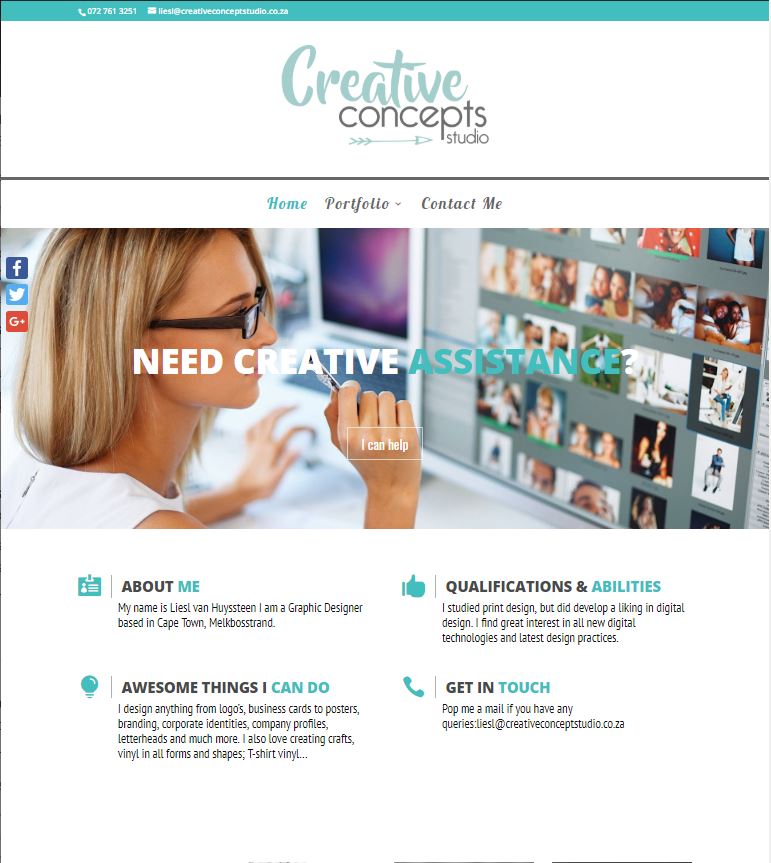 072 761 3251 liesl@creativeconceptstudio.co.za
Creative
concepts
studio
Home Portfolio Contact Me
NEED CREATIVE ASSISTANCE?
I can help
ABOUT ME
My name is Liesl van Huyssteen I am a Graphic Designer
based in Cape Town, Melkbosstrand.
QUALIFICATIONS & ABILITIES
I studied print design, but did develop a liking in digital
design. I find great interest in all new digital
technologies and latest design practices.
AWESOME THINGS I CAN DO
I design anything from logo's, business cards to posters,
branding, corporate identities, company profiles,
letterheads and much more. I also love creating crafts,
vinyl in all forms and shapes; T-shirt vinyl...
GET IN TOUCH
Pop me a mail if you have any
queries:liesl@creativeconceptstudio.co.za